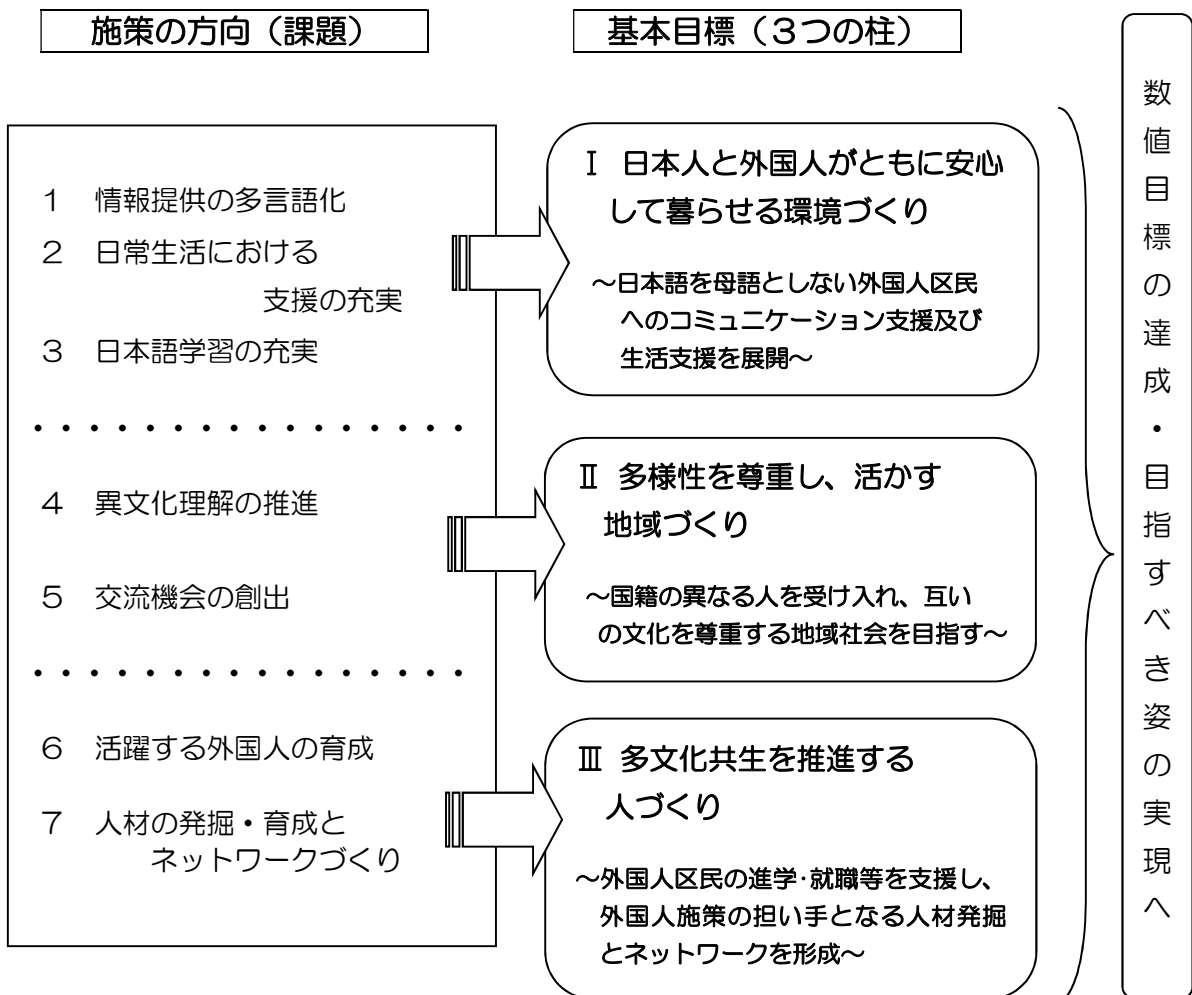 施策の方向（課題）
基本目標（３つの柱）
１　情報提供の多言語化
２　日常生活における
支援の充実
３　日本語学習の充実
・・・・・・・・・・・・・・・・
４　異文化理解の推進
５　交流機会の創出
・・・・・・・・・・・・・・・・
６　活躍する外国人の育成
７　人材の発掘・育成と
ネットワークづくり
Ⅰ　日本人と外国人がともに安心
して暮らせる環境づくり
～日本語を母語としない外国人区民
へのコミュニケーション支援及び
生活支援を展開～
Ⅱ　多様性を尊重し、活かす
地域づくり
～国籍の異なる人を受け入れ、互い
の文化を尊重する地域社会を目指す～
Ⅲ　多文化共生を推進する
人づくり
～外国人区民の進学･就職等を支援し、
外国人施策の担い手となる人材発掘
とネットワークを形成～
数値目標の達成・目指すべき姿の実現へ